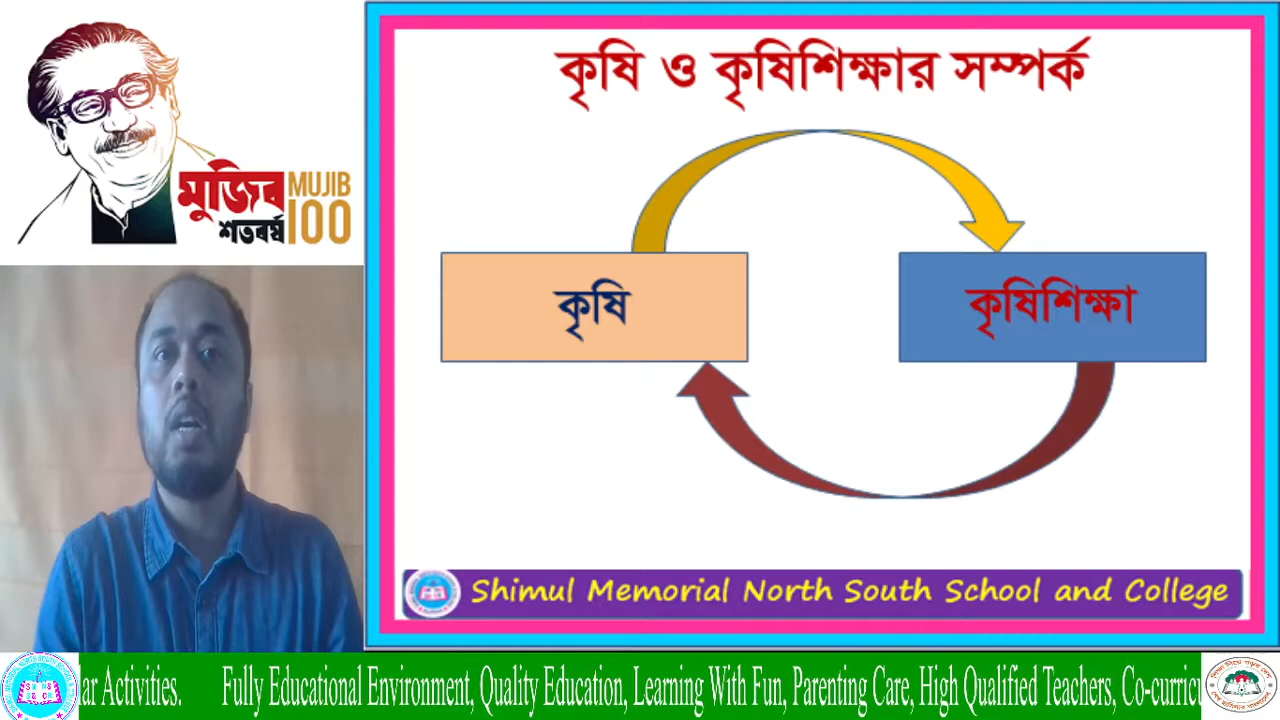 মুজিব
শতবর্ষ
MUJIB
100
কৃষি ও কৃষিশিক্ষার সম্পর্ক
কৃষি
কৃষিশিক্ষা
Shimul Memorial North South School and College
ar Activities. Fully Educational Environment, Quality Education, Learning With Fun, Parenting Care, High Qualified Teachers, Co-curricu